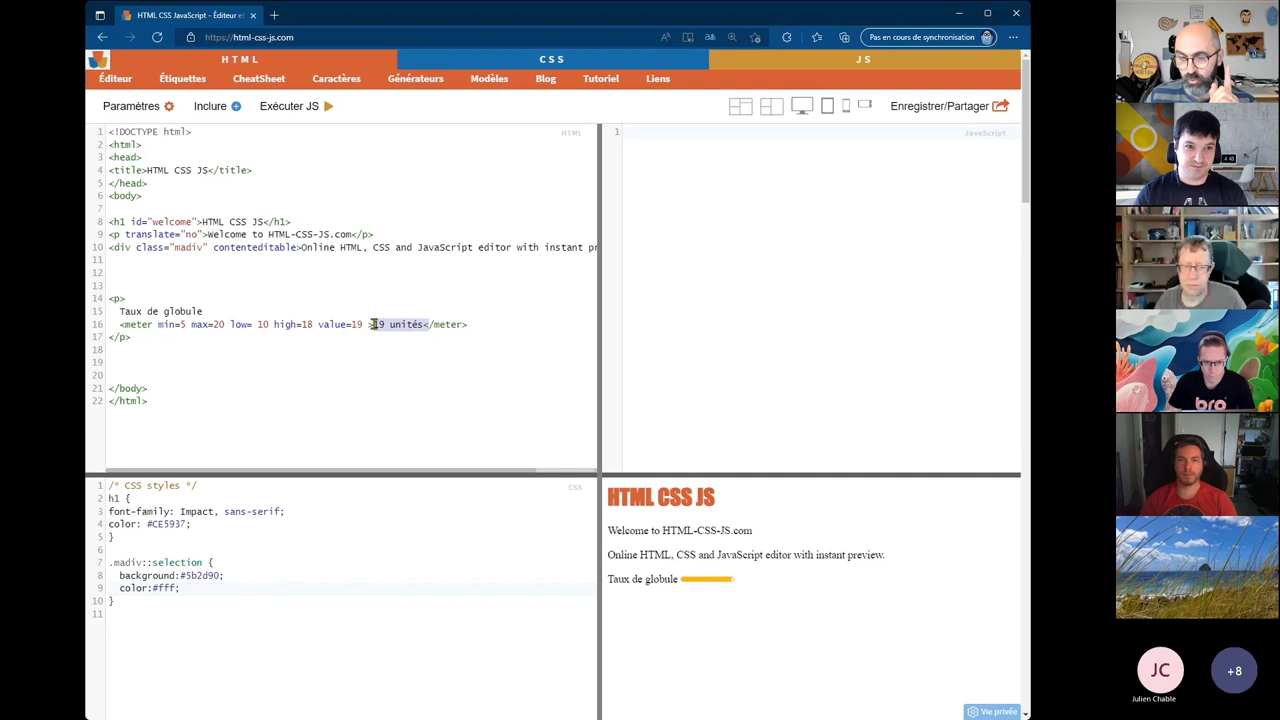 HTML CSS JavaScript - Éditeur e
https://html-css-js.com
Pas en cours de synchronisation
HTML
CSS
JS
Éditeur
Étiquettes
CheatSheet
Caractères
Générateurs
Modèles
Blog
Tutoriel
Liens
Paramètres
Inclure
Exécuter JS
Enregistrer/Partager
HTML
1 <!DOCTYPE html>
2 <html>
3 <head>
4 <title>HTML CSS JS</title>
5 </head>
6 <body>
7
8 <h1 id="welcome">HTML CSS JS</h1>
9 <p translate="no">Welcome to HTML-CSS-JS.com</p>
10 <div class="madiv" contenteditable>Online HTML, CSS and JavaScript editor with instant pr
11
12
13
14 <p>
15 Taux de globule
16 <meter min=5 max=20 low= 10 high=18 value=19 >19 unités</meter>
17 </p>
18
19
20
21 </body>
22 </html>
1
JavaScript
CSS
1 /* CSS styles */
2 h1 {
3 font-family: Impact, sans-serif;
4 color: #CE5937;
5 }
6
7 .madiv::selection {
8 background:#5b2d90;
9 color:#fff;
10 }
11
HTML CSS JS
Welcome to HTML-CSS-JS.com
Online HTML, CSS and JavaScript editor with instant preview.
Taux de globule
Vie privée
4 43
bro
JC
Julien Chable
+8